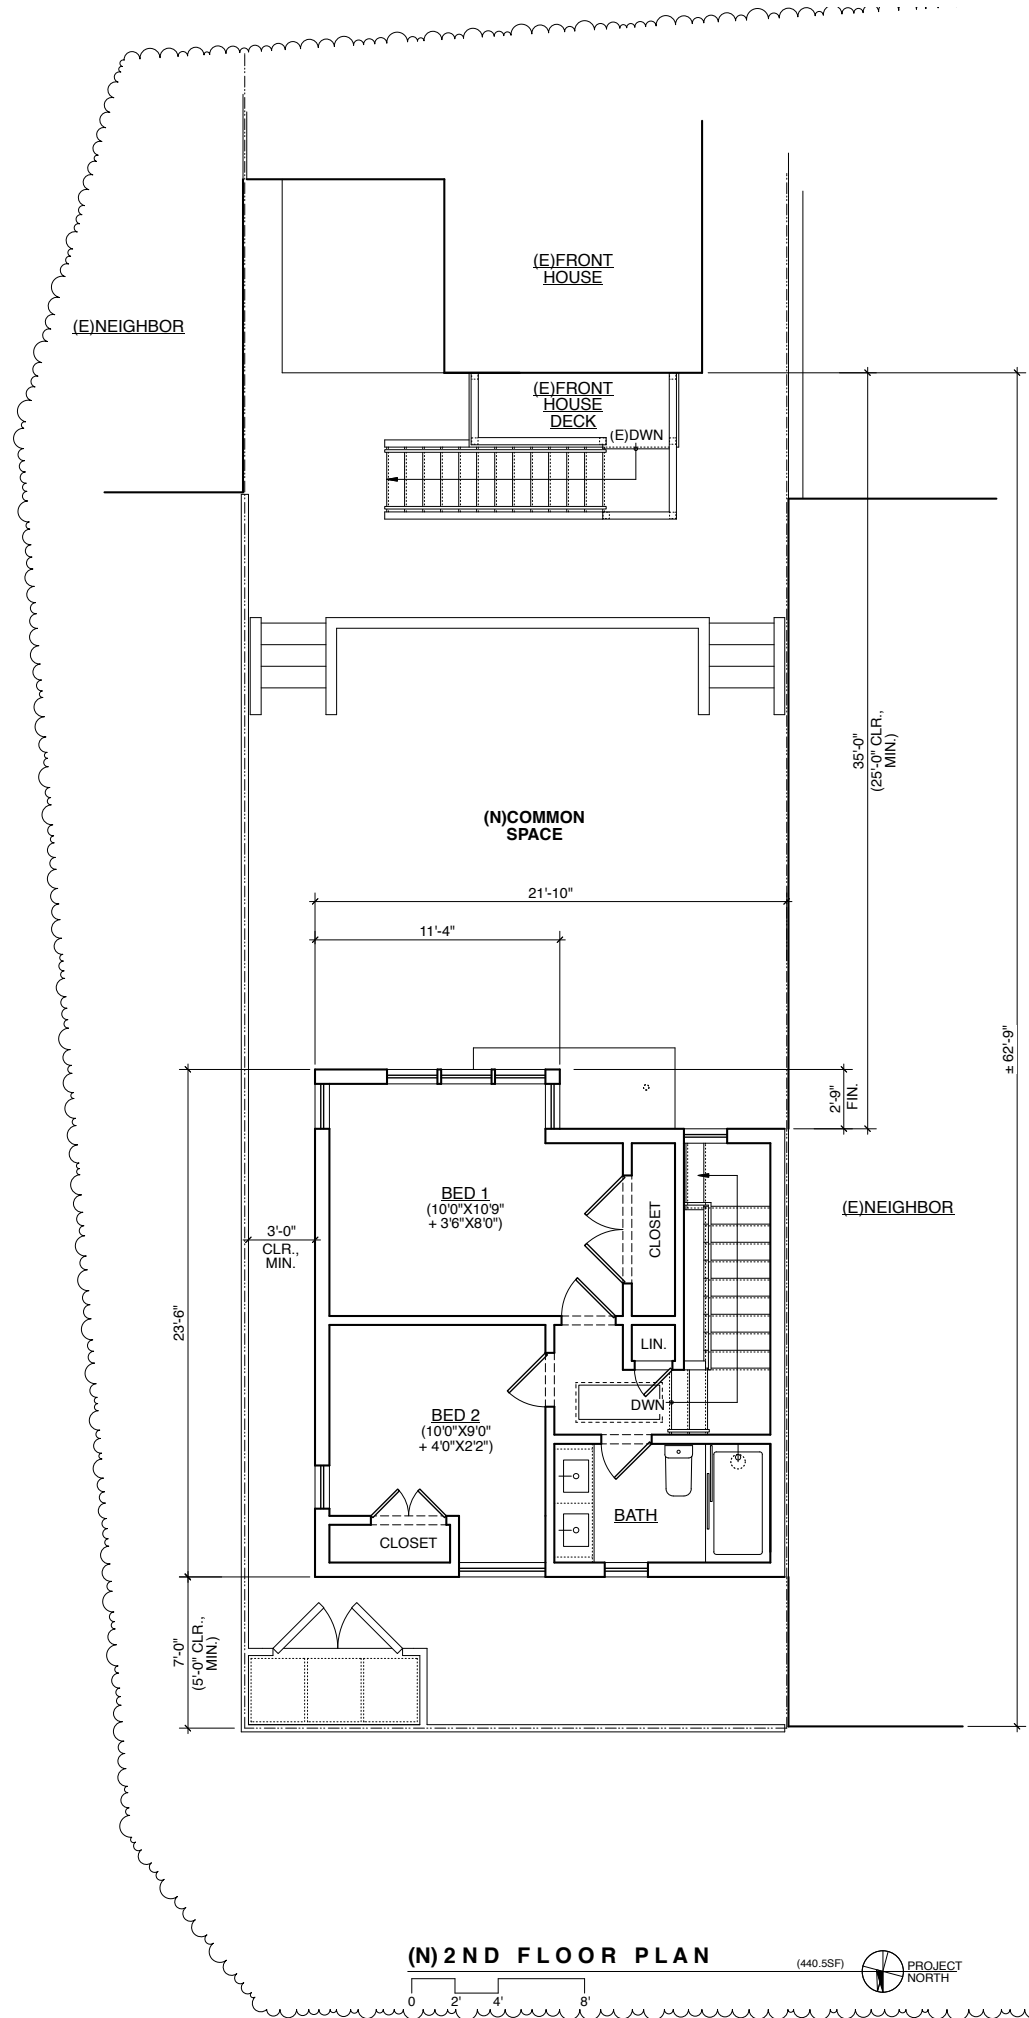 (E)FRONT
HOUSE
(E)NEIGHBOR
(E)FRONT
HOUSE
DECK
(E)DWN
35'-0"
(25'-0" CLR.,
MIN.)
(N)COMMON
SPACE
21'-10"
11'-4"
± 62'-9"
2'-9"
FIN.
BED 1
(10'0"X10'9"
+ 3'6"X8'0")
CLOSET
(E)NEIGHBOR
3'-0"
CLR.,
MIN.
23'-6"
LIN.
DWN
BED 2
(10'0"X9'0"
+ 4'0"X2'2")
BATH
CLOSET
7'-0"
(5'-0" CLR.,
MIN.)
(N) 2ND FLOOR PLAN
(440.5SF)
PROJECT
NORTH
0 2' 4' 8'